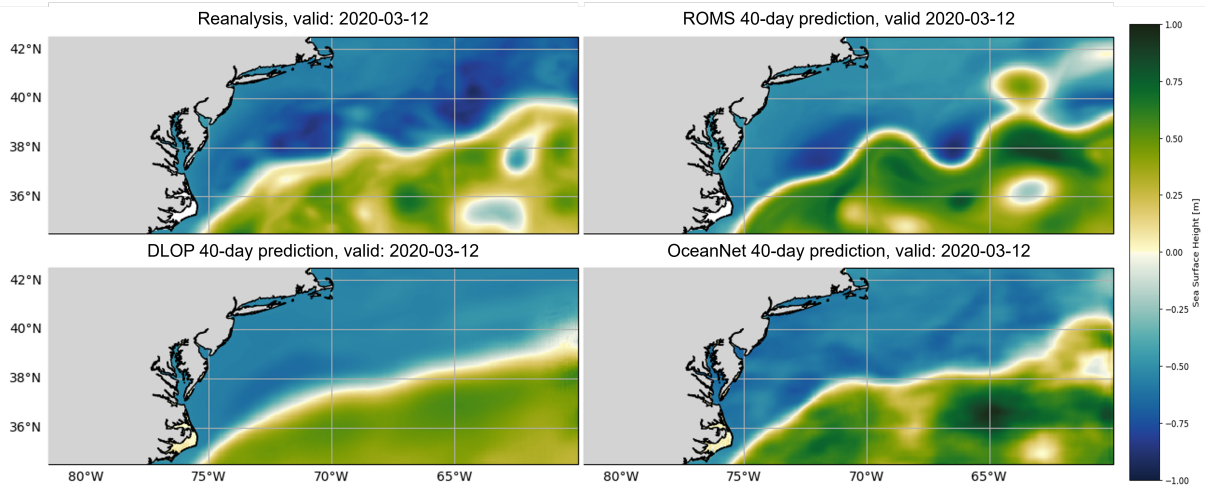 Reanalysis, valid: 2020-03-12
ROMS 40-day prediction, valid 2020-03-12
42°N
40°N
38°N
36°N
DLOP 40-day prediction, valid: 2020-03-12
OceanNet 40-day prediction, valid: 2020-03-12
42°N
40°N
38°N
36°N
80°W
75°W
70°W
65°W
80°W
75°W
70°W
65°W
1.00
0.75
0.50
0.25
0.00
−0.25
−0.50
−0.75
−1.00
Sea Surface Height [m]